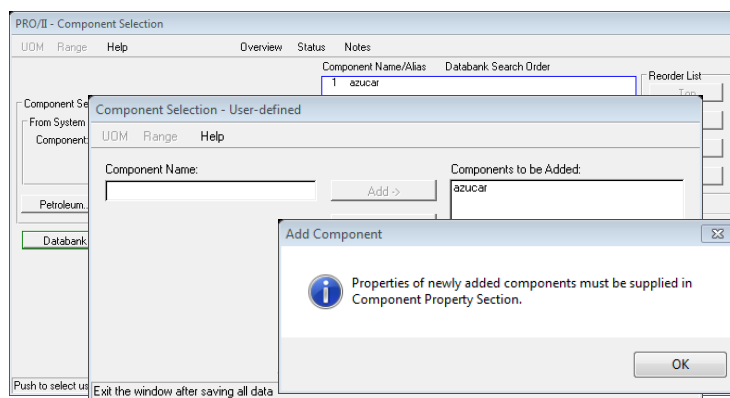 PRO/II - Component Selection
UOM Range Help Overview Status Notes
Component Name/Alias Databank Search Order
1 azucar
Reorder List
Top
Component Se
From System
Component:
Petroleum..
Databank
Push to select us
Component Selection - User-defined
UOM Range Help
Component Name:
Add ->
Components to be Added:
azucar
Exit the window after saving all data
Add Component
Properties of newly added components must be supplied in
Component Property Section.
OK